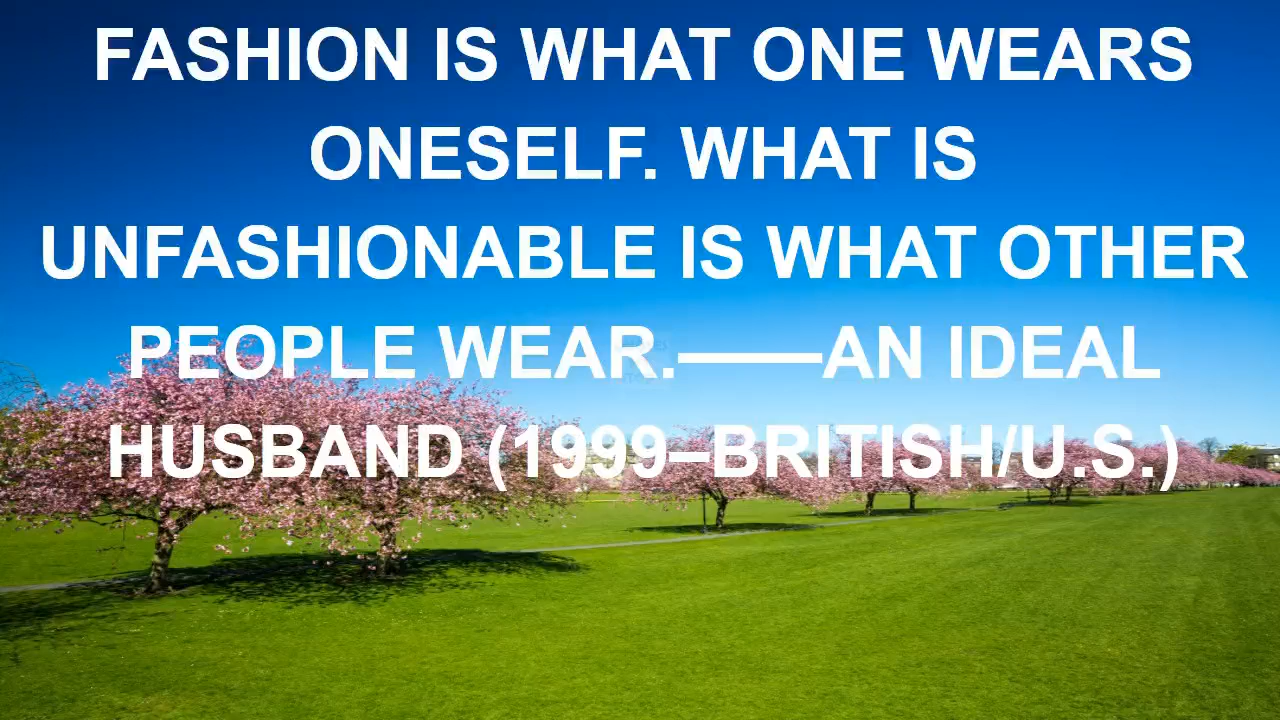 FASHION IS WHAT ONE WEARS
ONESELF. WHAT IS
UNFASHIONABLE IS WHAT OTHER
PEOPLE WEAR.——AN IDEAL
HUSBAND (1999–BRITISH/U.S.)